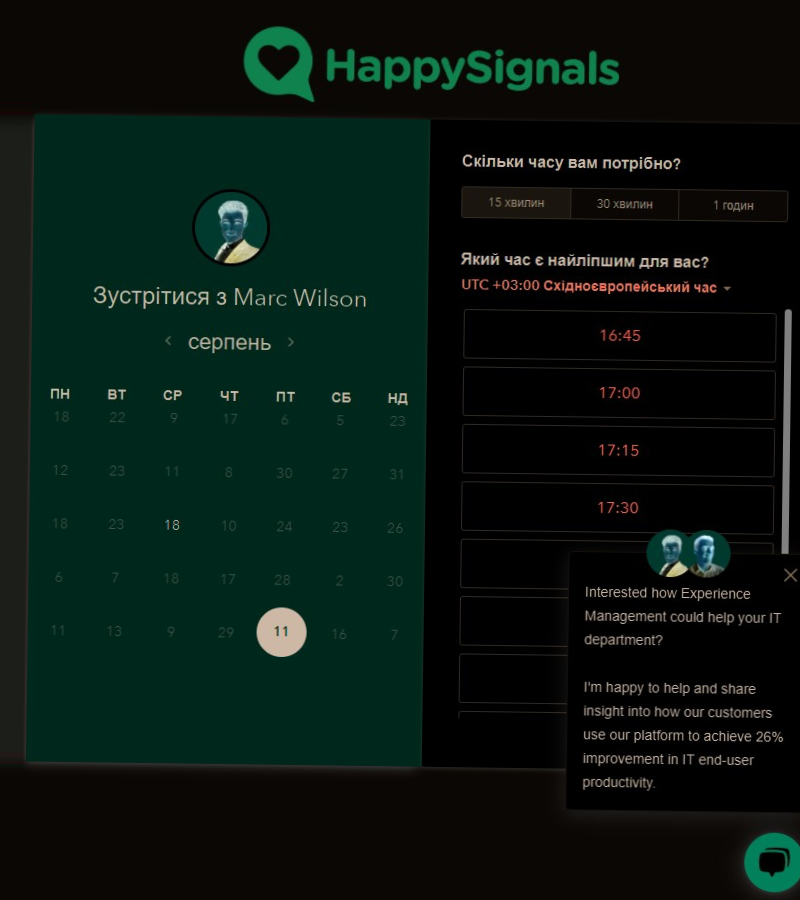 HappySignals
Зустрітися з Marc Wilson
серпень
ПН ВТ СР ЧТ ПТ СБ НД
18 22 9 17 6 5 23
12 23 11 8 30 27 31
18 23 18 10 24 23 26
6 7 18 17 28 2 30
11 13 9 29 11 16 7
Скільки часу вам потрібно?
15 хвилин 30 хвилин 1 годин
Який час є найліпшим для вас?
UTC +03:00 Східноєвропейський час
16:45
17:00
17:15
17:30
Interested how Experience
Management could help your IT
department?
I'm happy to help and share
insight into how our customers
use our platform to achieve 26%
improvement in IT end-user
productivity.